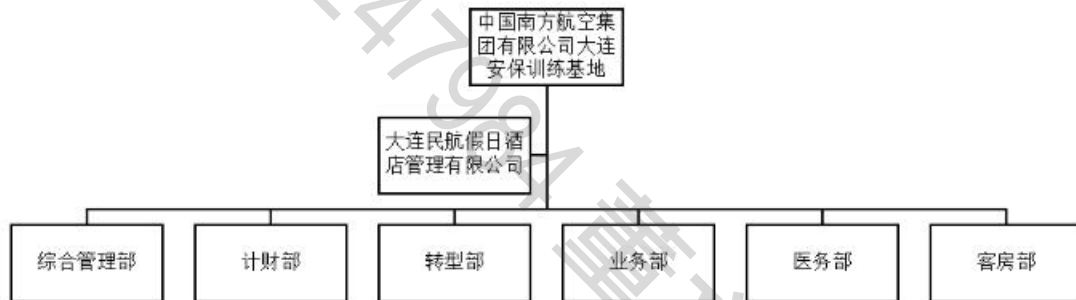 中国南方航空集
团有限公司大连
安保训练基地
大连民航假日酒
店管理有限公司
综合管理部
计财部
转型部
业务部
医务部
客房部